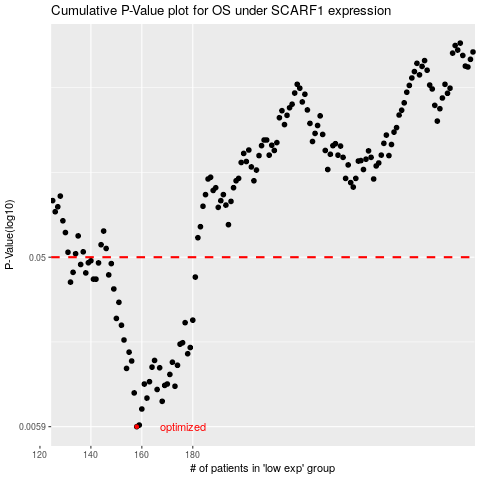 Cumulative P-Value plot for OS under SCARF1 expression
P-Value(log10)
0.05
0.0059
optimized
120 140 160 180
# of patients in 'low exp' group